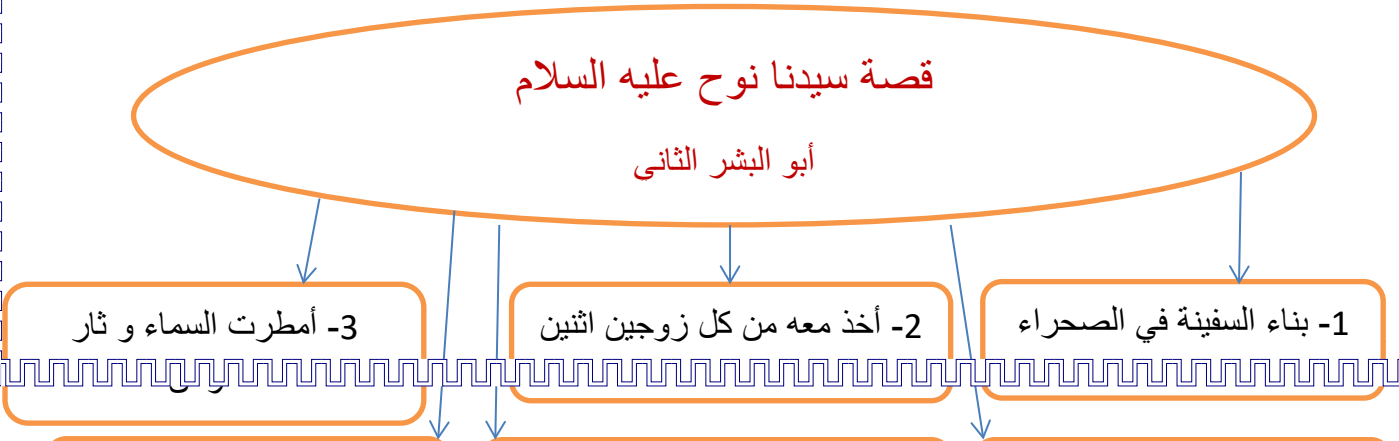 قصة سيدنا نوح عليه السلام
أبو البشر الثانى
1- بناء السفينة في الصحراء
2- أخذ معه من كل زوجين اثنين
3- أمطرت السماء و ثار